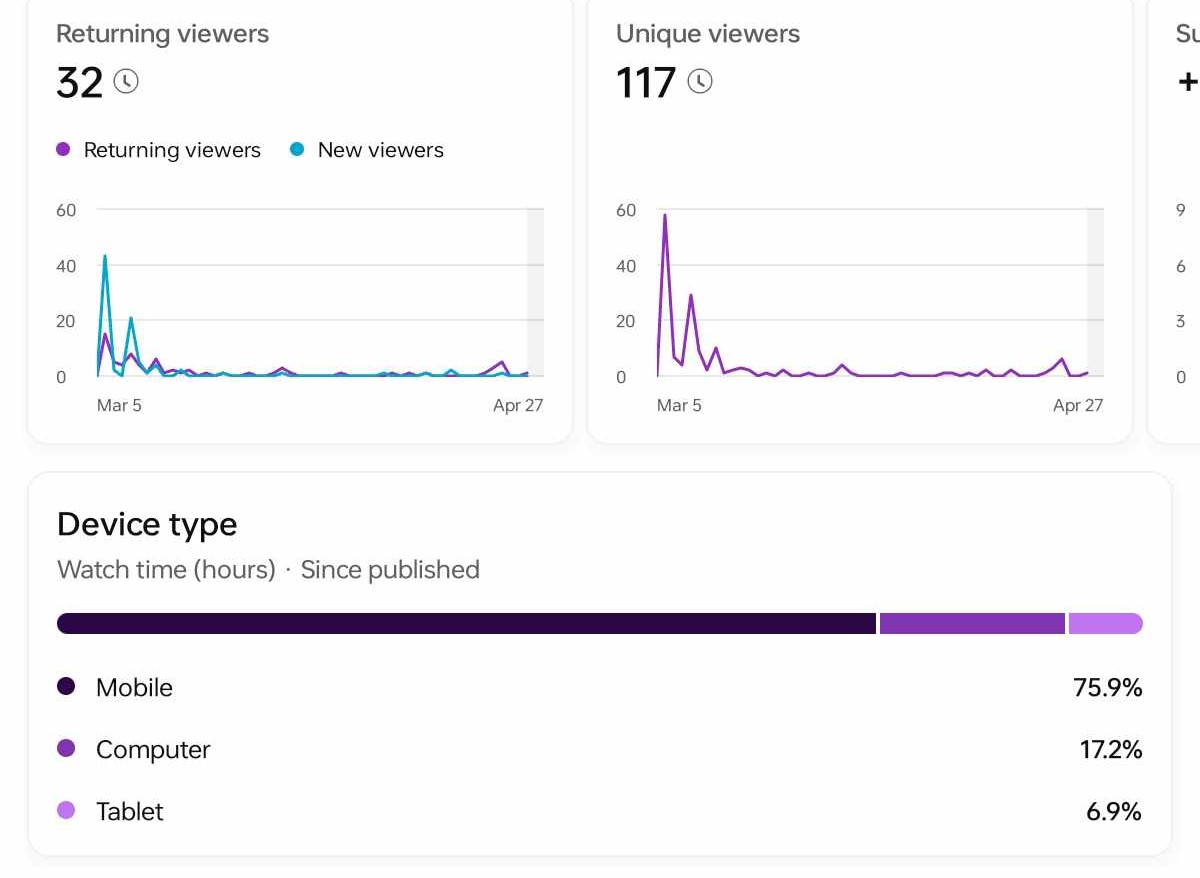 Returning viewers
32
Returning viewers
New viewers
60
40
20
0
Mar 5
Apr 27
Unique viewers
117
60
40
20
0
Mar 5
Apr 27
Su
+
9
6
3
0
Device type
Watch time (hours) · Since published
Mobile 75.9%
Computer 17.2%
Tablet 6.9%